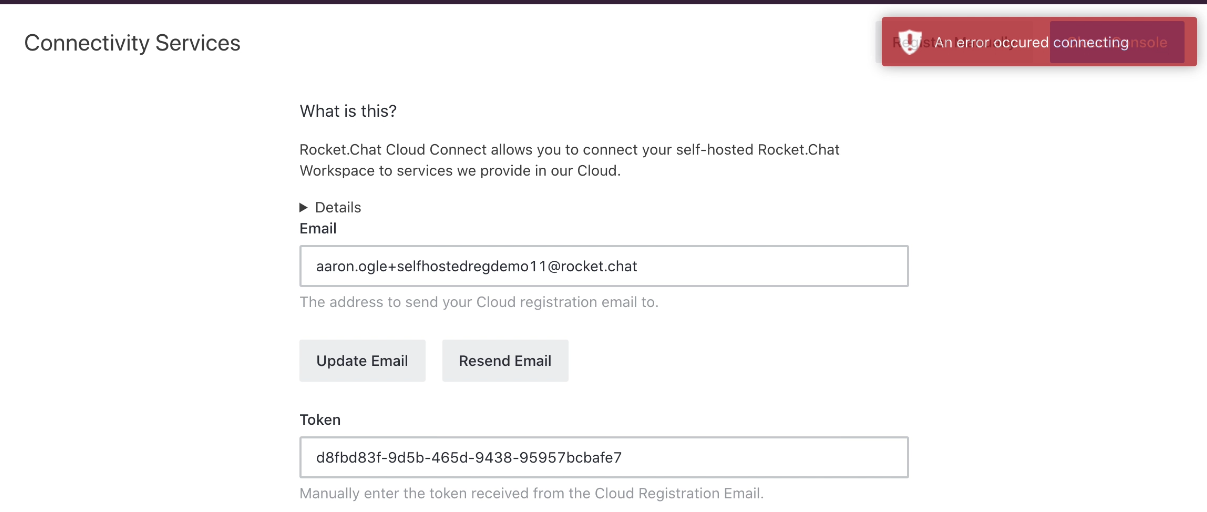 Connectivity Services
An error occured connecting
Console
What is this?
Rocket.Chat Cloud Connect allows you to connect your self-hosted Rocket.Chat
Workspace to services we provide in our Cloud.
Details
Email
aaron.ogle+selfhostedregdemo11@rocket.chat
The address to send your Cloud registration email to.
Update Email
Resend Email
Token
d8fbd83f-9d5b-465d-9438-95957bcbafe7
Manually enter the token received from the Cloud Registration Email.